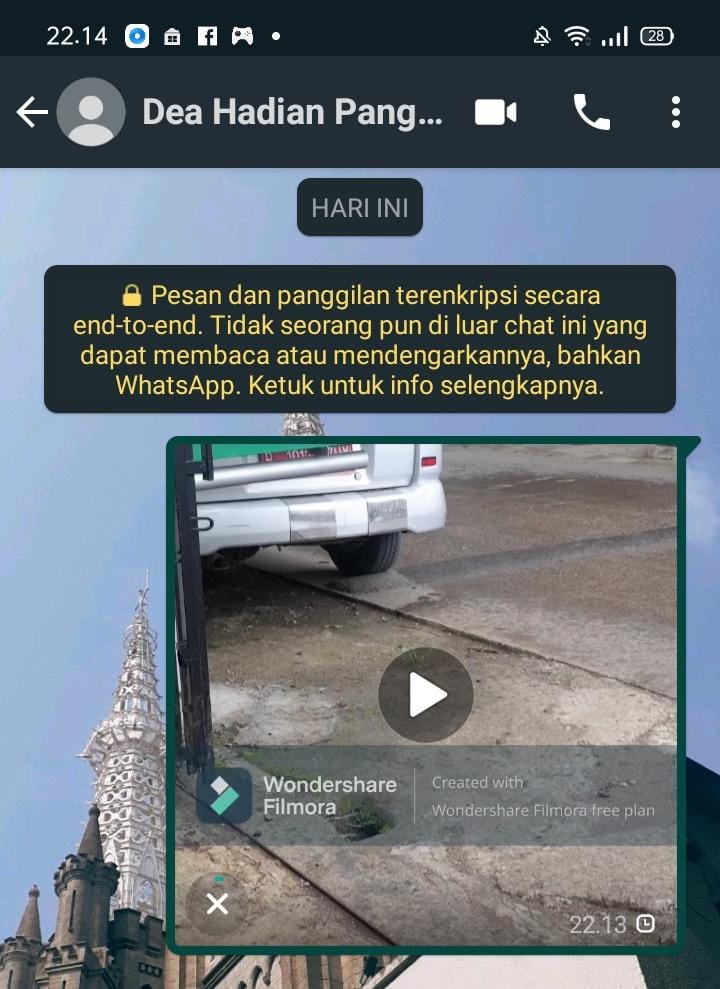 22.14
28
Dea Hadian Pang...
HARI INI
Pesan dan panggilan terenkripsi secara
end-to-end. Tidak seorang pun di luar chat ini yang
dapat membaca atau mendengarkannya, bahkan
WhatsApp. Ketuk untuk info selengkapnya.
Wondershare
Filmora
Created with
Wondershare Filmora free plan
22.13